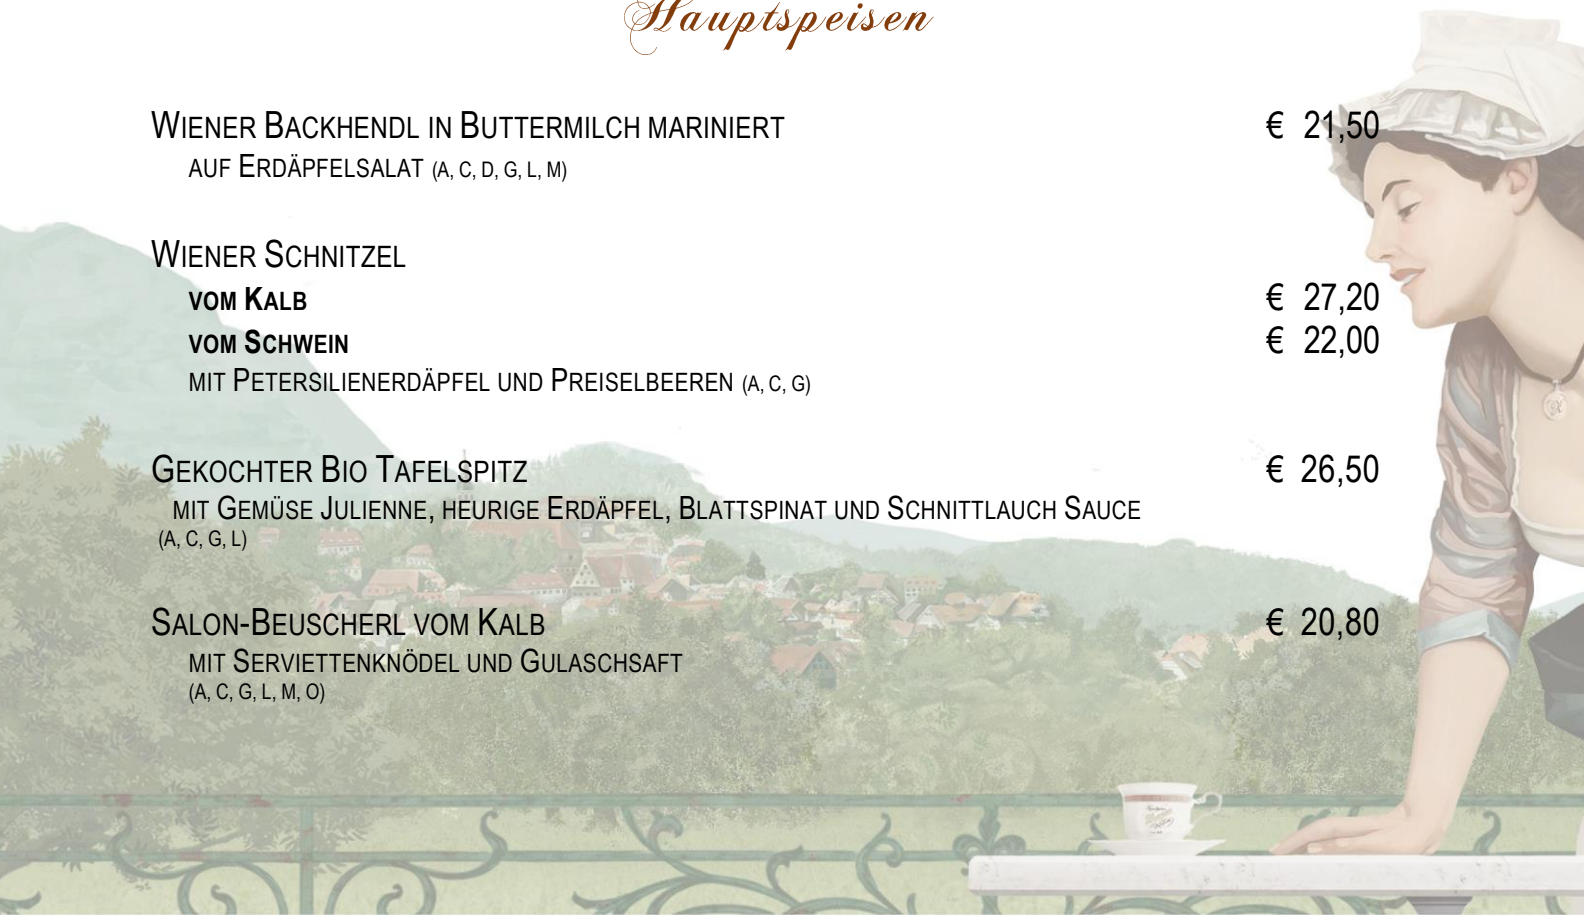 Hauptspeisen
WIENER BACKHENDL IN BUTTERMILCH MARINIERT € 21,50
AUF ERDÄPFELSALAT (A, C, D, G, L, M)
WIENER SCHNITZEL
VOM KALB € 27,20
VOM SCHWEIN € 22,00
MIT PETERSILIENERDÄPFEL UND PREISELBEEREN (A, C, G)
GEKOCHTER BIO TAFELSPITZ € 26,50
MIT GEMÜSE JULIENNE, HEURIGE ERDÄPFEL, BLATTSPINAT UND SCHNITTLAUCH SAUCE
(A, C, G, L)
SALON-BEUSCHERL VOM KALB € 20,80
MIT SERVIETTENKNÖDEL UND GULASCHSAFT
(A, C, G, L, M, O)